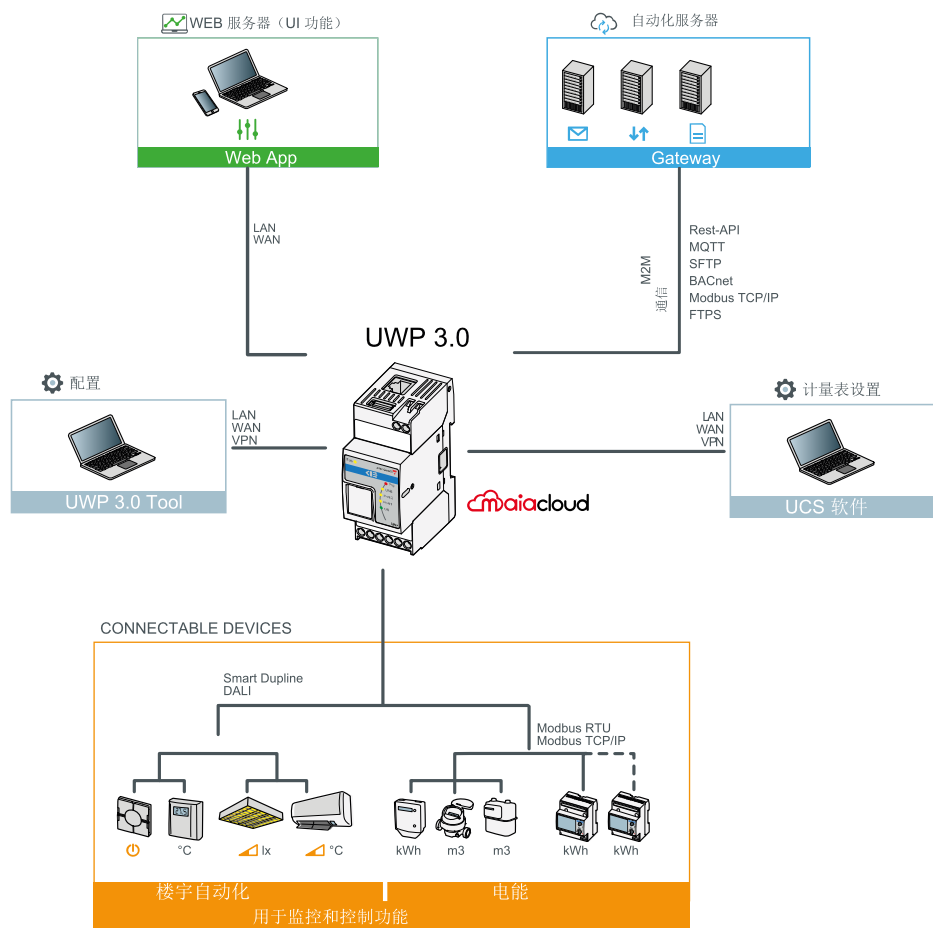 WEB 服务器（UI 功能）
自动化服务器
Web App
Gateway
LAN
WAN
M2M
通信
Rest-API
MQTT
SFTP
BACnet
Modbus TCP/IP
FTPS
UWP 3.0
配置
计量表设置
LAN
WAN
VPN
LAN
WAN
VPN
UWP 3.0 Tool
maiacloud
UCS 软件
CONNECTABLE DEVICES
Smart Dupline
DALI
Modbus RTU
Modbus TCP/IP
°C
lx
°C
kWh
m3
m3
kWh
kWh
楼宇自动化
电能
用于监控和控制功能